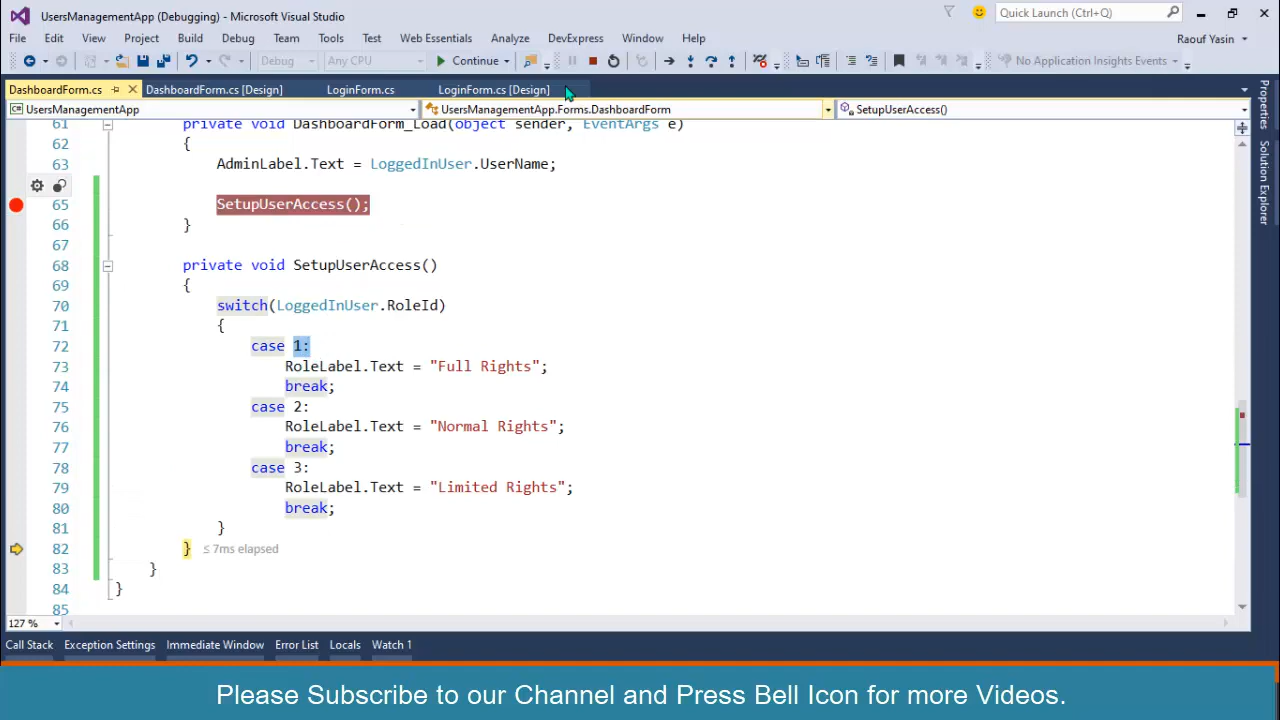 UsersManagementApp (Debugging) - Microsoft Visual Studio
Quick Launch (Ctrl+Q)
File Edit View Project Build Debug Team Tools Test Web Essentials Analyze DevExpress Window Help
Raouf Yasin
Debug Any CPU Continue No Application Insights Events
DashboardForm.cs DashboardForm.cs [Design] LoginForm.cs LoginForm.cs [Design]
UsersManagementApp UsersManagementApp.Forms.DashboardForm SetupUserAccess()
Properties
Solution Explorer
61 private void DashboardForm_Load(object sender, EventArgs e)
62 {
63 AdminLabel.Text = LoggedInUser.UserName;
65 SetupUserAccess();
66 }
67
68 private void SetupUserAccess()
69 {
70 switch(LoggedInUser.RoleId)
71 {
72 case 1:
73 RoleLabel.Text = "Full Rights";
74 break;
75 case 2:
76 RoleLabel.Text = "Normal Rights";
77 break;
78 case 3:
79 RoleLabel.Text = "Limited Rights";
80 break;
81 }
82 } ≤ 7ms elapsed
83 }
84 }
85
127 %
Call Stack Exception Settings Immediate Window Error List Locals Watch 1
Please Subscribe to our Channel and Press Bell Icon for more Videos.